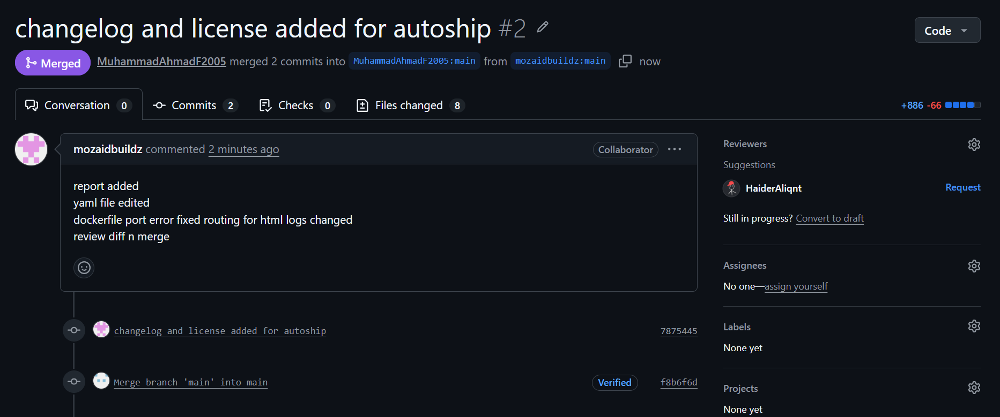 changelog and license added for autoship #2
Code
Merged MuhammadAhmadF2005 merged 2 commits into MuhammadAhmadF2005:main from mozaidbuildz:main now
Conversation 0 Commits 2 Checks 0 Files changed 8
+886 -66
mozaidbuildz commented 2 minutes ago
Collaborator
report added
yaml file edited
dockerfile port error fixed routing for html logs changed
review diff n merge
changelog and license added for autoship 7875445
Merge branch 'main' into main Verified f8b6f6d
Reviewers
Suggestions
HaiderAliqnt Request
Still in progress? Convert to draft
Assignees
No one—assign yourself
Labels
None yet
Projects
None yet